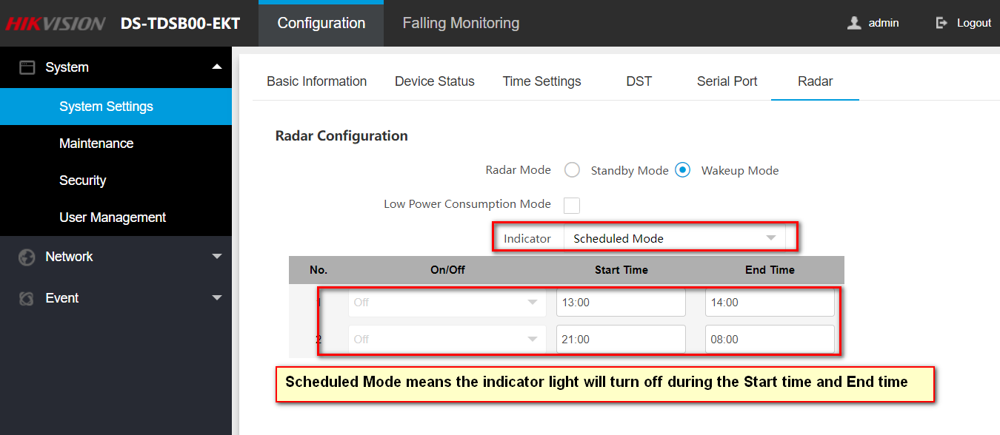 HIKVISION DS-TDSB00-EKT Configuration Falling Monitoring admin Logout
System
System Settings
Maintenance
Security
User Management
Network
Event
Basic Information Device Status Time Settings DST Serial Port Radar
Radar Configuration
Radar Mode Standby Mode Wakeup Mode
Low Power Consumption Mode
Indicator Scheduled Mode
No. On/Off Start Time End Time
1 Off 13:00 14:00
2 Off 21:00 08:00
Scheduled Mode means the indicator light will turn off during the Start time and End time